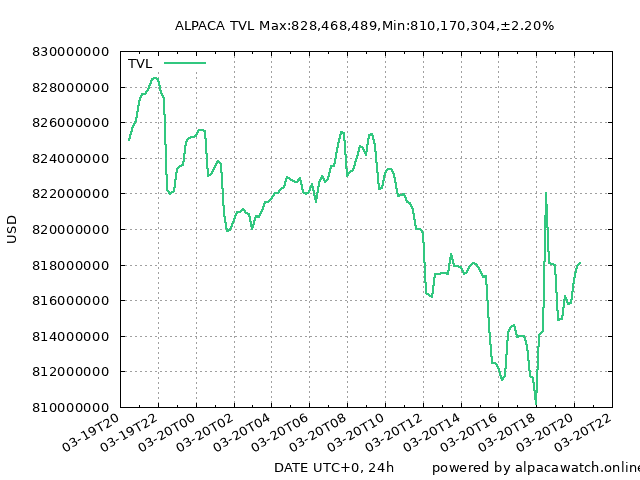 ALPACA TVL Max:828,468,489,Min:810,170,304,±2.20%
TVL
830000000
828000000
826000000
824000000
822000000
820000000
818000000
816000000
814000000
812000000
810000000
USD
03-19T20
03-19T22
03-20T00
03-20T02
03-20T04
03-20T06
03-20T08
03-20T10
03-20T12
03-20T14
03-20T16
03-20T18
03-20T20
03-20T22
DATE UTC+0, 24h
powered by alpacawatch.online